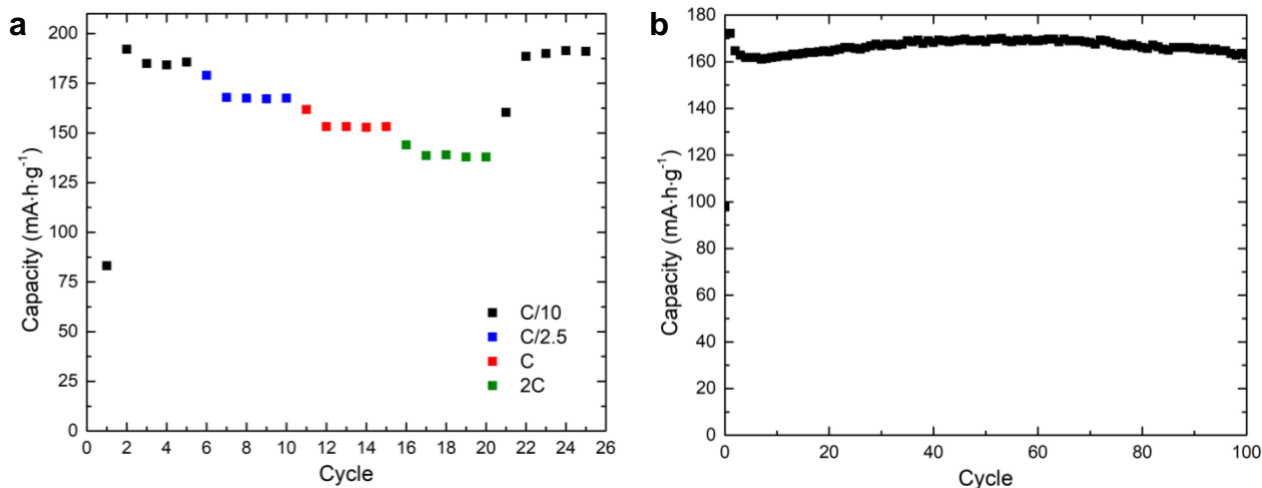 a
200
175
150
125
100
75
50
25
0
Capacity (mA·h·g⁻¹)
C/10
C/2.5
C
2C
0 2 4 6 8 10 12 14 16 18 20 22 24 26
Cycle
b
180
160
140
120
100
80
60
40
20
0
Capacity (mA·h·g⁻¹)
0 20 40 60 80 100
Cycle